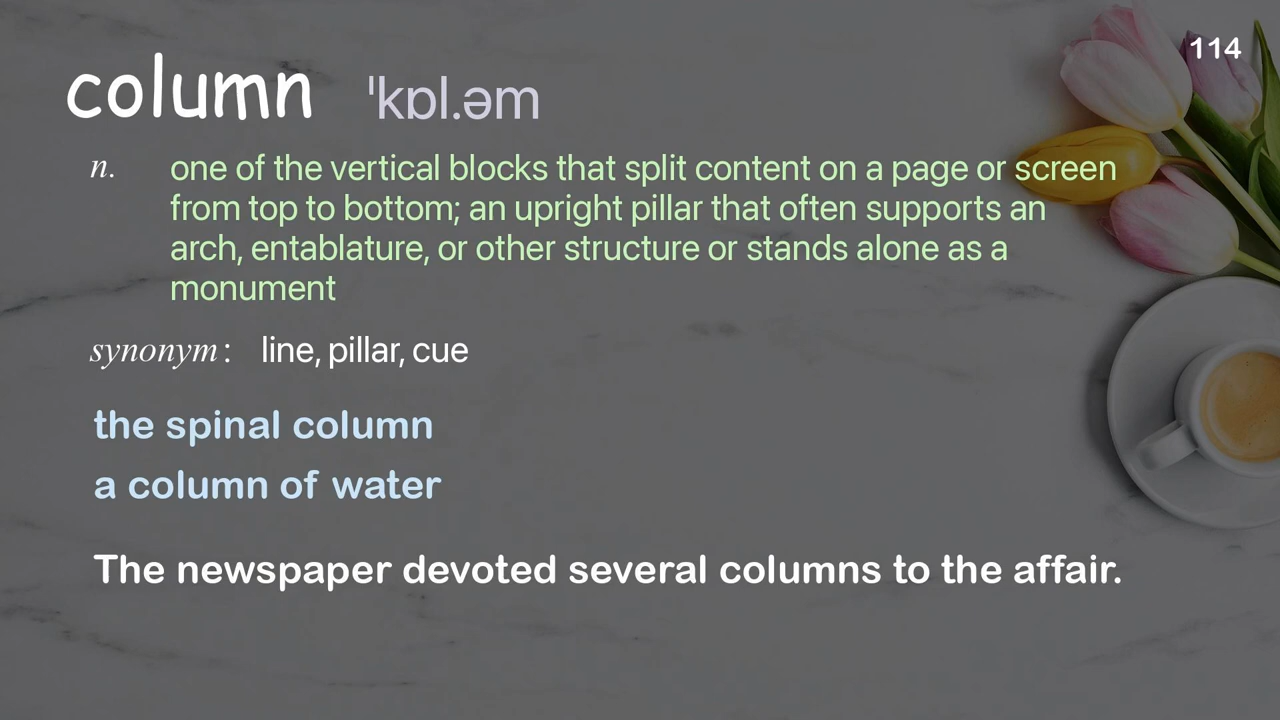 114
column ˈkɒl.əm
n. one of the vertical blocks that split content on a page or screen
from top to bottom; an upright pillar that often supports an
arch, entablature, or other structure or stands alone as a
monument
synonym: line, pillar, cue
the spinal column
a column of water
The newspaper devoted several columns to the affair.